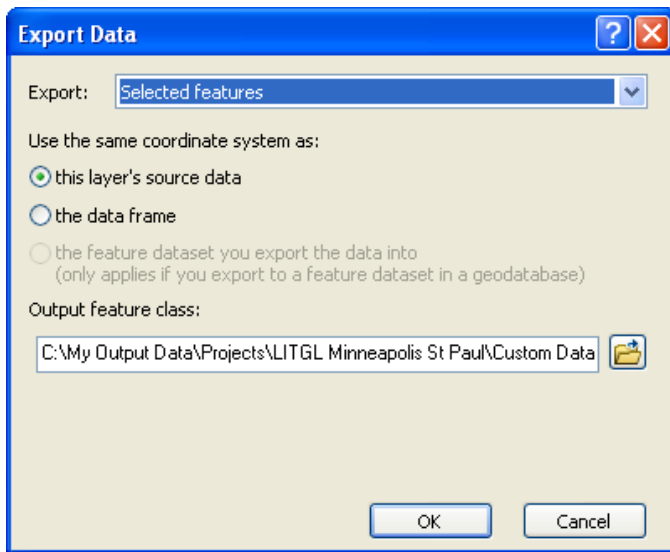 Export Data
Export: Selected features
Use the same coordinate system as:
this layer's source data
the data frame
the feature dataset you export the data into
(only applies if you export to a feature dataset in a geodatabase)
Output feature class:
C:\My Output Data\Projects\LITGL Minneapolis St Paul\Custom Data
OK Cancel